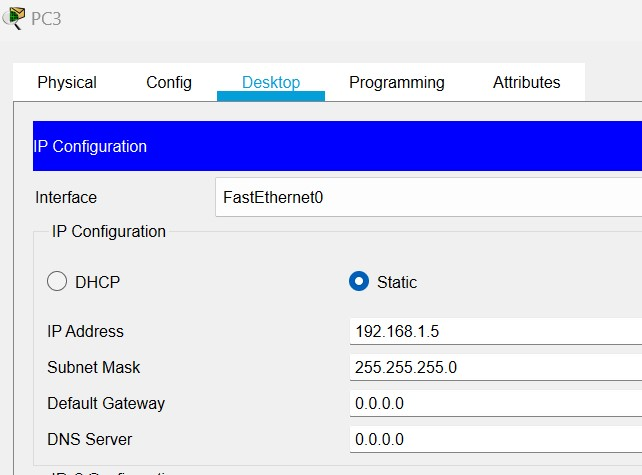 PC3
Physical Config Desktop Programming Attributes
IP Configuration
Interface FastEthernet0
IP Configuration
DHCP Static
IP Address 192.168.1.5
Subnet Mask 255.255.255.0
Default Gateway 0.0.0.0
DNS Server 0.0.0.0